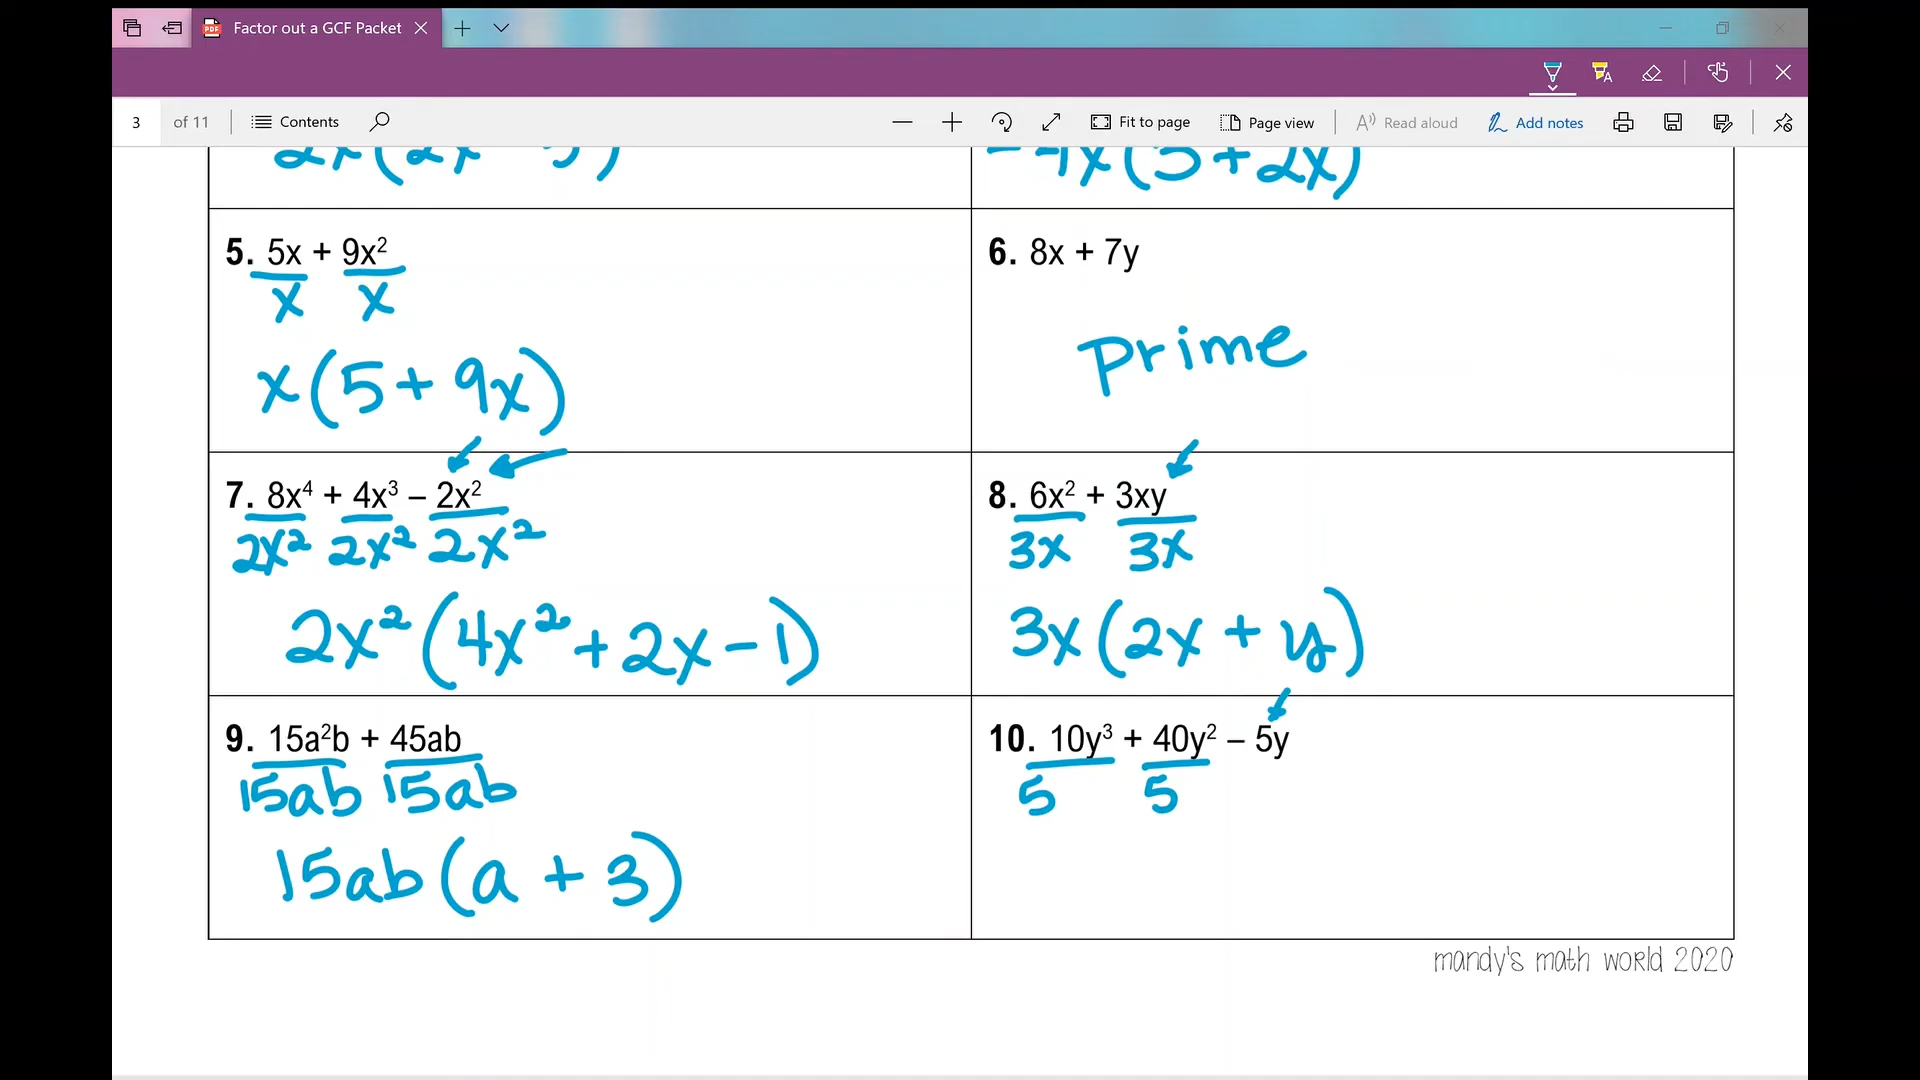 Factor out a GCF Packet
3 of 11 Contents Fit to page Page view Read aloud Add notes
5. 5x + 9x²
x x
x(5 + 9x)
6. 8x + 7y
prime
7. 8x⁴ + 4x³ – 2x²
2x² 2x² 2x²
2x²(4x² + 2x - 1)
8. 6x² + 3xy
3x 3x
3x(2x + y)
9. 15a²b + 45ab
15ab 15ab
15ab(a + 3)
10. 10y³ + 40y² – 5y
5 5
mandy's math world 2020